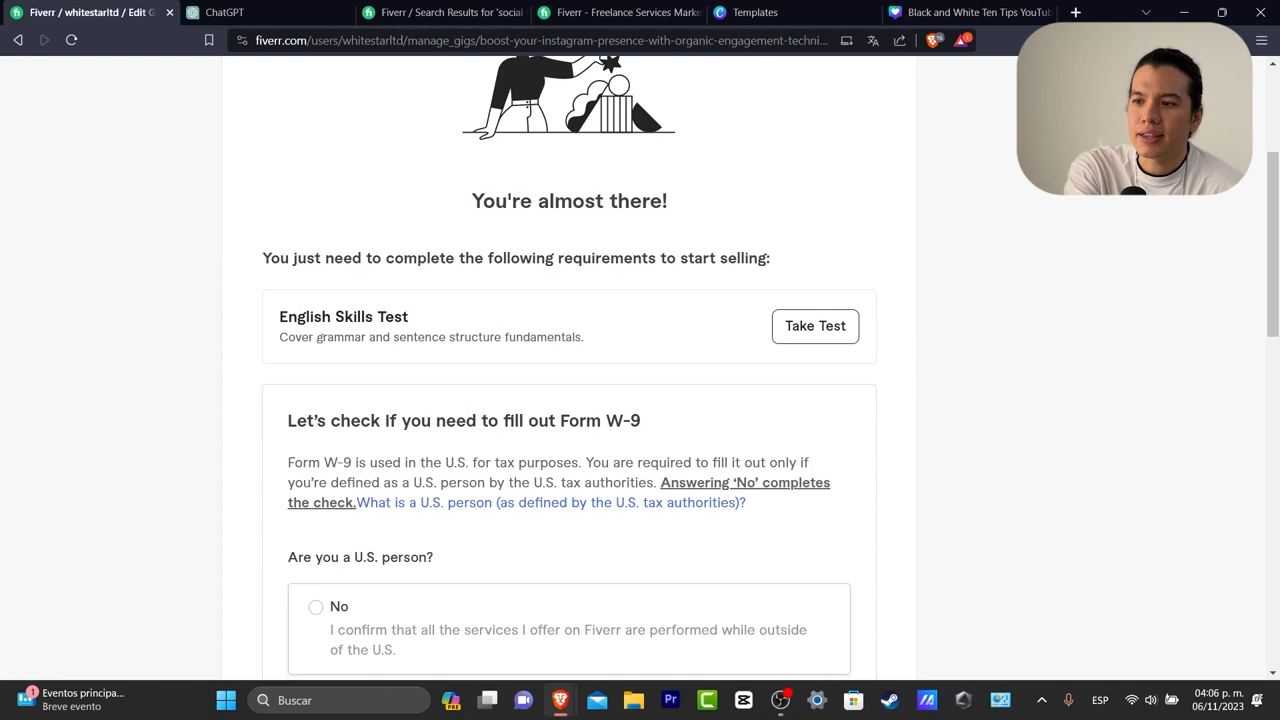 Fiverr / whitestarltd / Edit G
ChatGPT
Fiverr / Search Results for 'social
Fiverr - Freelance Services Marke
Templates
Black and White Ten Tips YouTub
fiverr.com/users/whitestarltd/manage_gigs/boost-your-instagram-presence-with-organic-engagement-techni...
16
1
You're almost there!
You just need to complete the following requirements to start selling:
English Skills Test
Cover grammar and sentence structure fundamentals.
Take Test
Let's check if you need to fill out Form W-9
Form W-9 is used in the U.S. for tax purposes. You are required to fill it out only if
you're defined as a U.S. person by the U.S. tax authorities. Answering 'No' completes
the check.What is a U.S. person (as defined by the U.S. tax authorities)?
Are you a U.S. person?
No
I confirm that all the services I offer on Fiverr are performed while outside
of the U.S.
1
Eventos principa...
Breve evento
Buscar
PRE
Pr
ESP
04:06 p. m.
06/11/2023